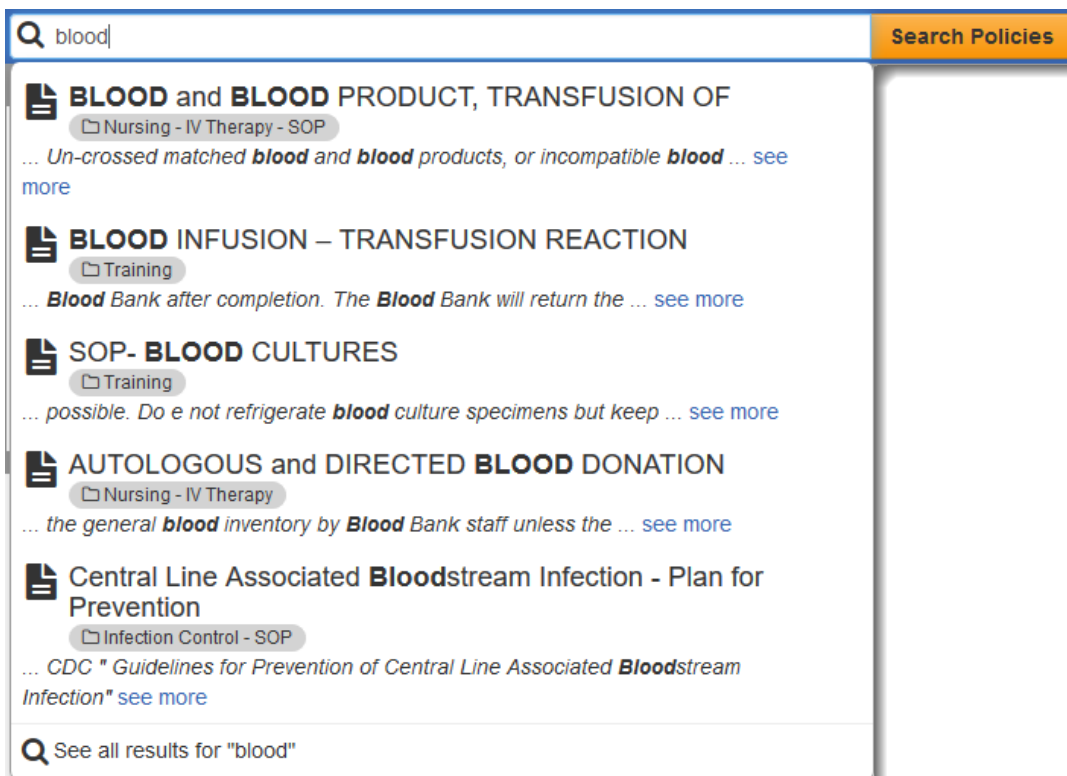 blood
Search Policies
BLOOD and BLOOD PRODUCT, TRANSFUSION OF
Nursing - IV Therapy - SOP
... Un-crossed matched blood and blood products, or incompatible blood ... see
more
BLOOD INFUSION – TRANSFUSION REACTION
Training
... Blood Bank after completion. The Blood Bank will return the ... see more
SOP- BLOOD CULTURES
Training
... possible. Do e not refrigerate blood culture specimens but keep ... see more
AUTOLOGOUS and DIRECTED BLOOD DONATION
Nursing - IV Therapy
... the general blood inventory by Blood Bank staff unless the ... see more
Central Line Associated Bloodstream Infection - Plan for
Prevention
Infection Control - SOP
... CDC " Guidelines for Prevention of Central Line Associated Bloodstream
Infection" see more
See all results for "blood"